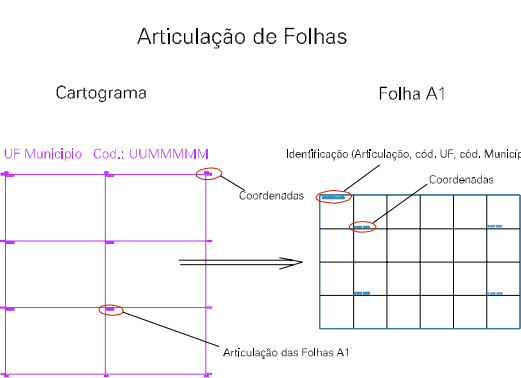 Articulação de Folhas
Cartograma
Folha A1
UF Municipio Cod.: UUMMMMM
Identificação (Articulação, cód. UF, cód. Municíp
Coordenadas
Coordenadas
Articulação das Folhas A1